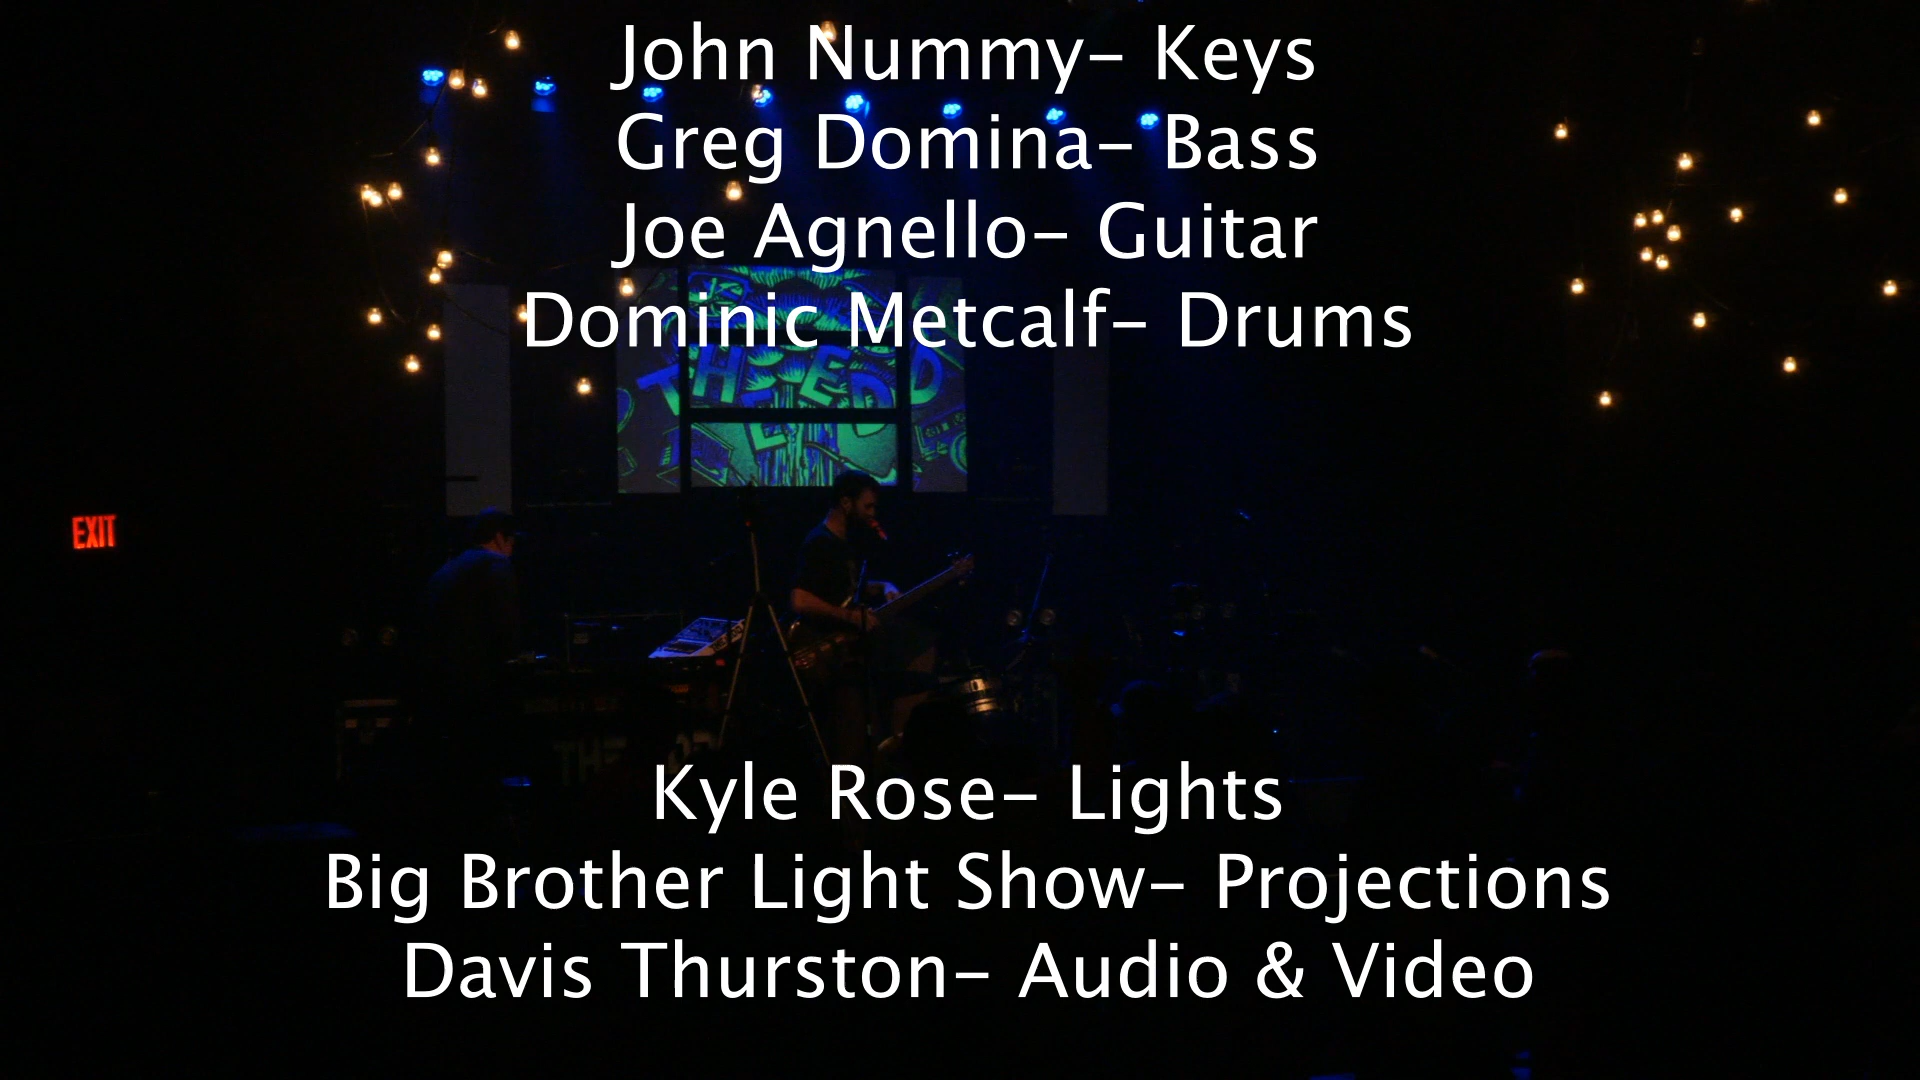 John Nummy- Keys
Greg Domina- Bass
Joe Agnello- Guitar
Dominic Metcalf- Drums
EXIT
Kyle Rose- Lights
Big Brother Light Show- Projections
Davis Thurston- Audio & Video